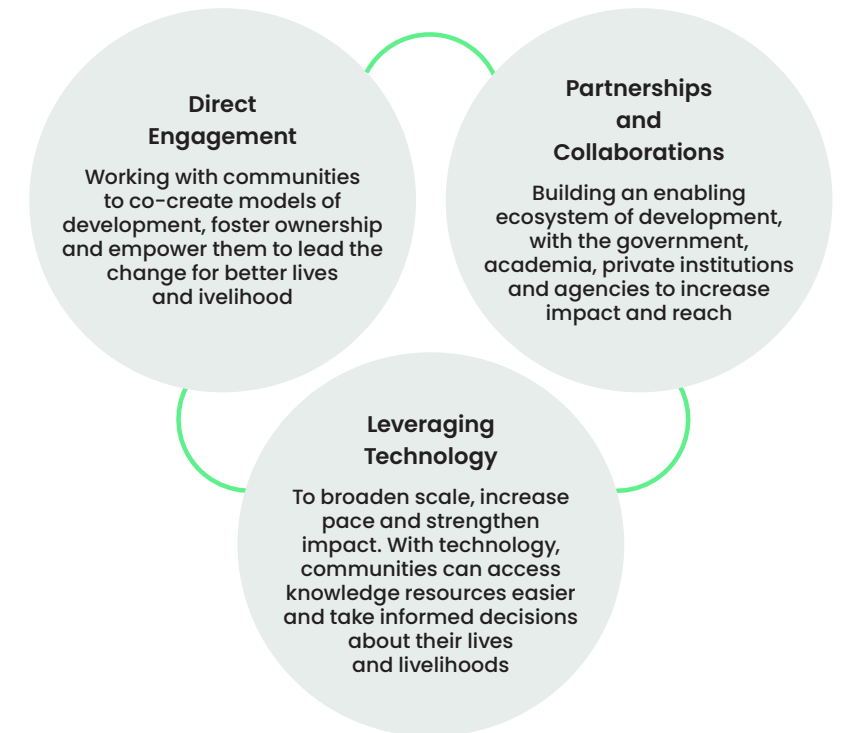 Direct
Engagement
Working with communities
to co-create models of
development, foster ownership
and empower them to lead the
change for better lives
and ivelihood
Partnerships
and
Collaborations
Building an enabling
ecosystem of development,
with the government,
academia, private institutions
and agencies to increase
impact and reach
Leveraging
Technology
To broaden scale, increase
pace and strengthen
impact. With technology,
communities can access
knowledge resources easier
and take informed decisions
about their lives
and livelihoods